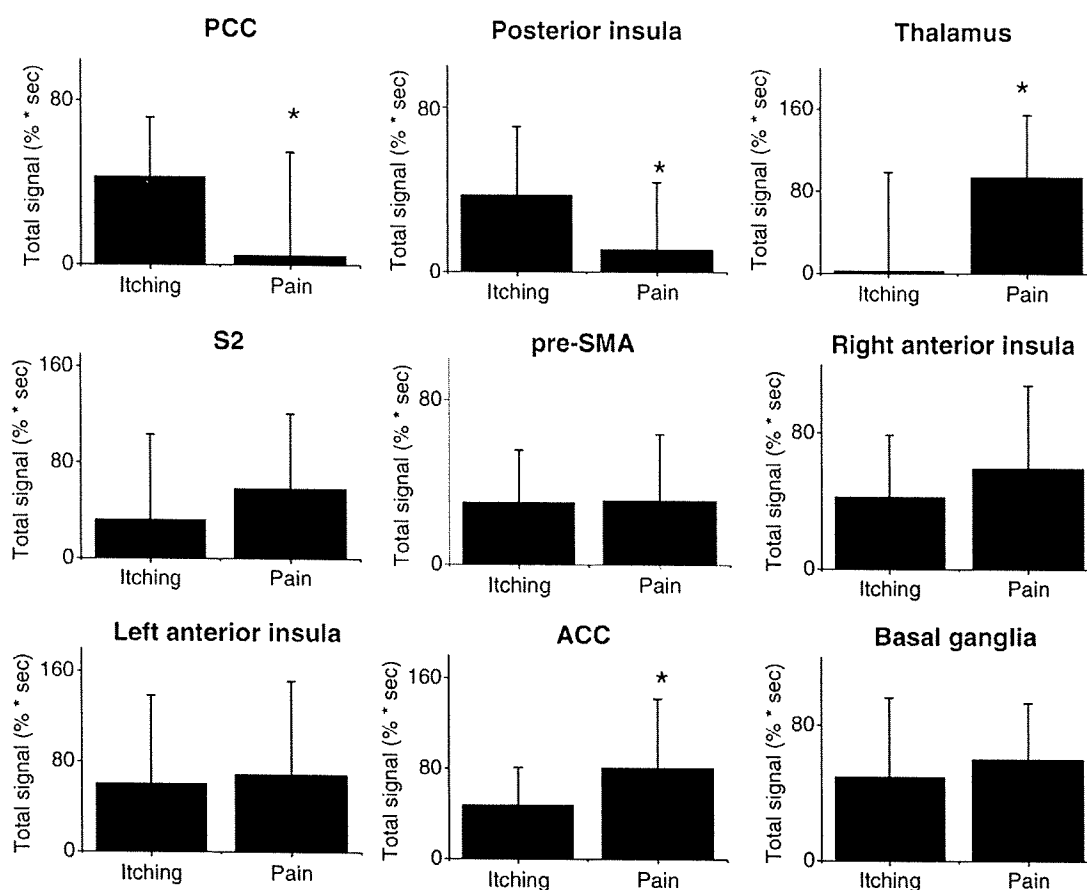 PCC
Total signal (% * sec)
80
0
*
Itching
Pain
Posterior insula
Total signal (% * sec)
80
0
*
Itching
Pain
Thalamus
Total signal (% * sec)
160
80
0
*
Itching
Pain
S2
Total signal (% * sec)
160
80
0
Itching
Pain
pre-SMA
Total signal (% * sec)
80
0
Itching
Pain
Right anterior insula
Total signal (% * sec)
80
0
Itching
Pain
Left anterior insula
Total signal (% * sec)
160
80
0
Itching
Pain
ACC
Total signal (% * sec)
160
80
0
*
Itching
Pain
Basal ganglia
Total signal (% * sec)
80
0
Itching
Pain